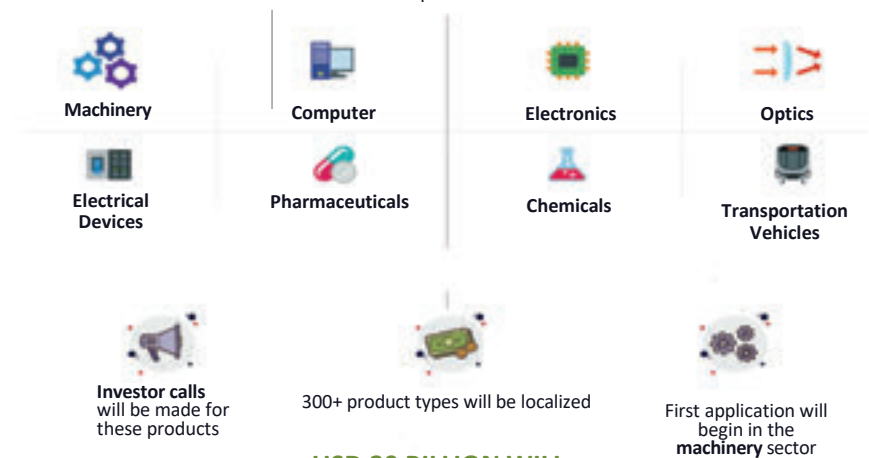 Machinery
Computer
Electronics
Optics
Electrical
Devices
Pharmaceuticals
Chemicals
Transportation
Vehicles
Investor calls
will be made for
these products
300+ product types will be localized
First application will
begin in the
machinery sector